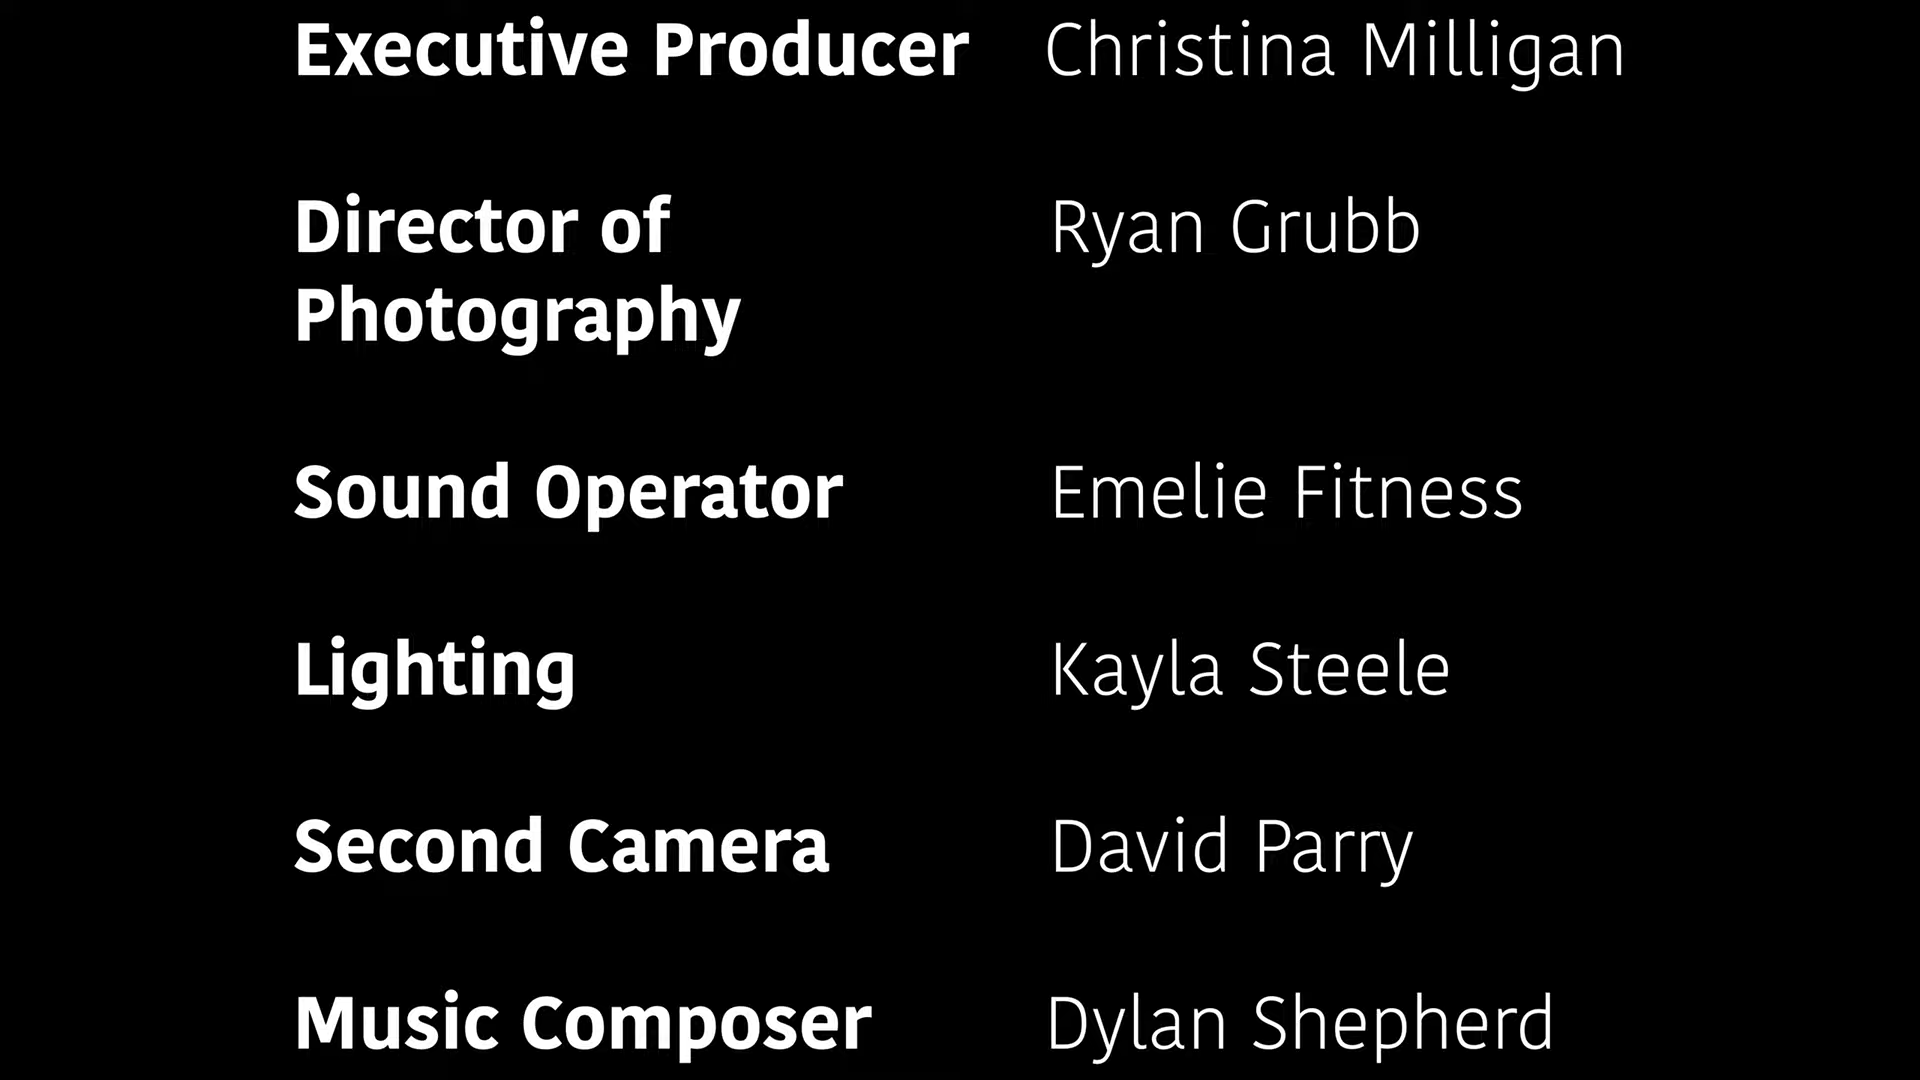 Executive Producer Christina Milligan
Director of Ryan Grubb
Photography
Sound Operator Emelie Fitness
Lighting Kayla Steele
Second Camera David Parry
Music Composer Dylan Shepherd